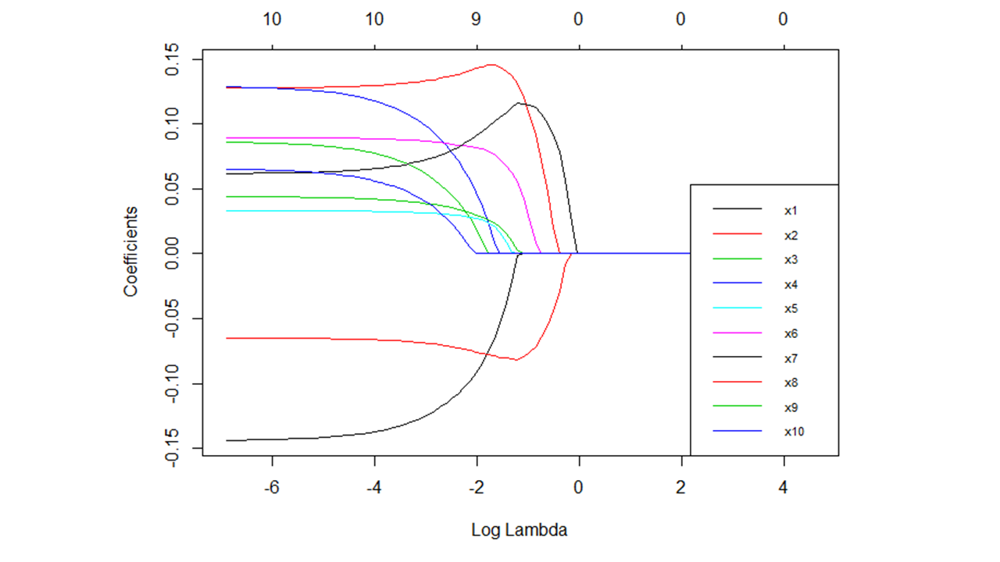 10 10 9 0 0 0
0.15
0.10
0.05
0.00
-0.05
-0.10
-0.15
Coefficients
x1
x2
x3
x4
x5
x6
x7
x8
x9
x10
-6 -4 -2 0 2 4
Log Lambda